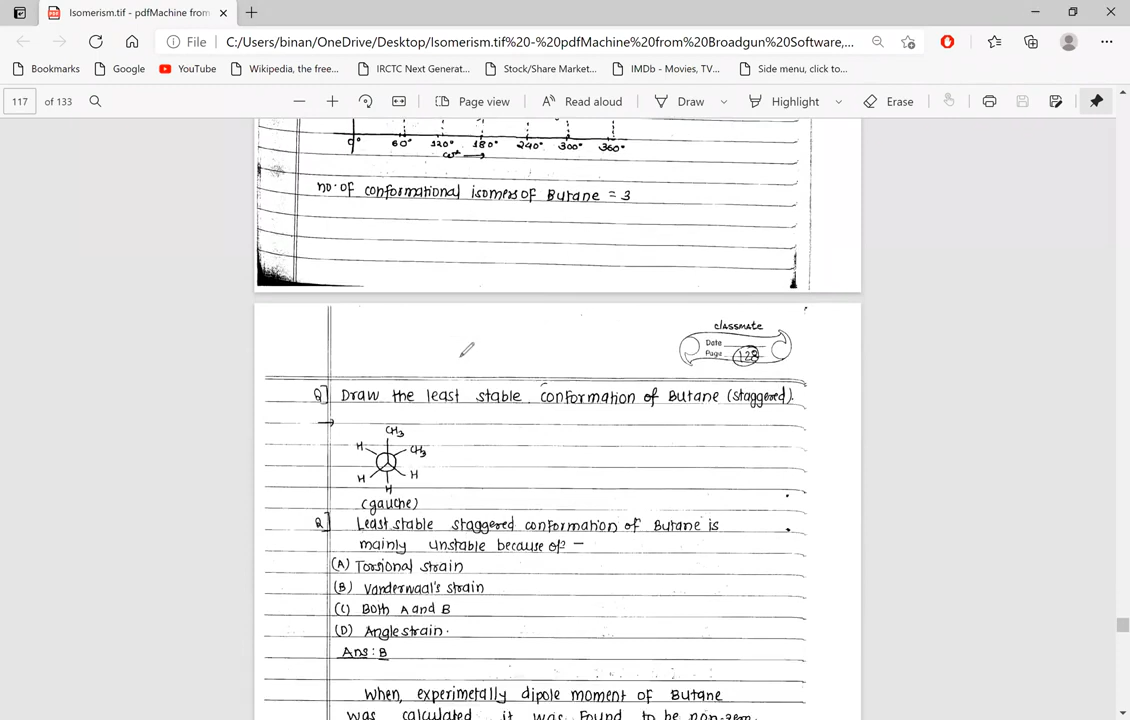 Isomerism.tif - pdfMachine from
File
C:/Users/binan/OneDrive/Desktop/Isomerism.tif%20-%20pdfMachine%20from%20Broadgun%20Software,...
Bookmarks
Google
YouTube
Wikipedia, the free...
IRCTC Next Generat...
Stock/Share Market...
IMDb - Movies, TV...
Side menu, click to...
117 of 133
Page view
Read aloud
Draw
Highlight
Erase
0° 60° 120° 180° 240° 300° 360°
no. of conformational isomers of Butane = 3
classmate
Date
Page 128
Q] Draw the least stable conformation of Butane (staggered).
→
CH3
H CH3
H H
H
(gauche)
Q] Least stable staggered conformation of Butane is
mainly unstable because of? -
(A) Torsional strain
(B) Vanderwaal's strain
(C) Both A and B
(D) Angle strain.
Ans: B
When, experimetally dipole moment of Butane
was calculated it was found to be non-zero